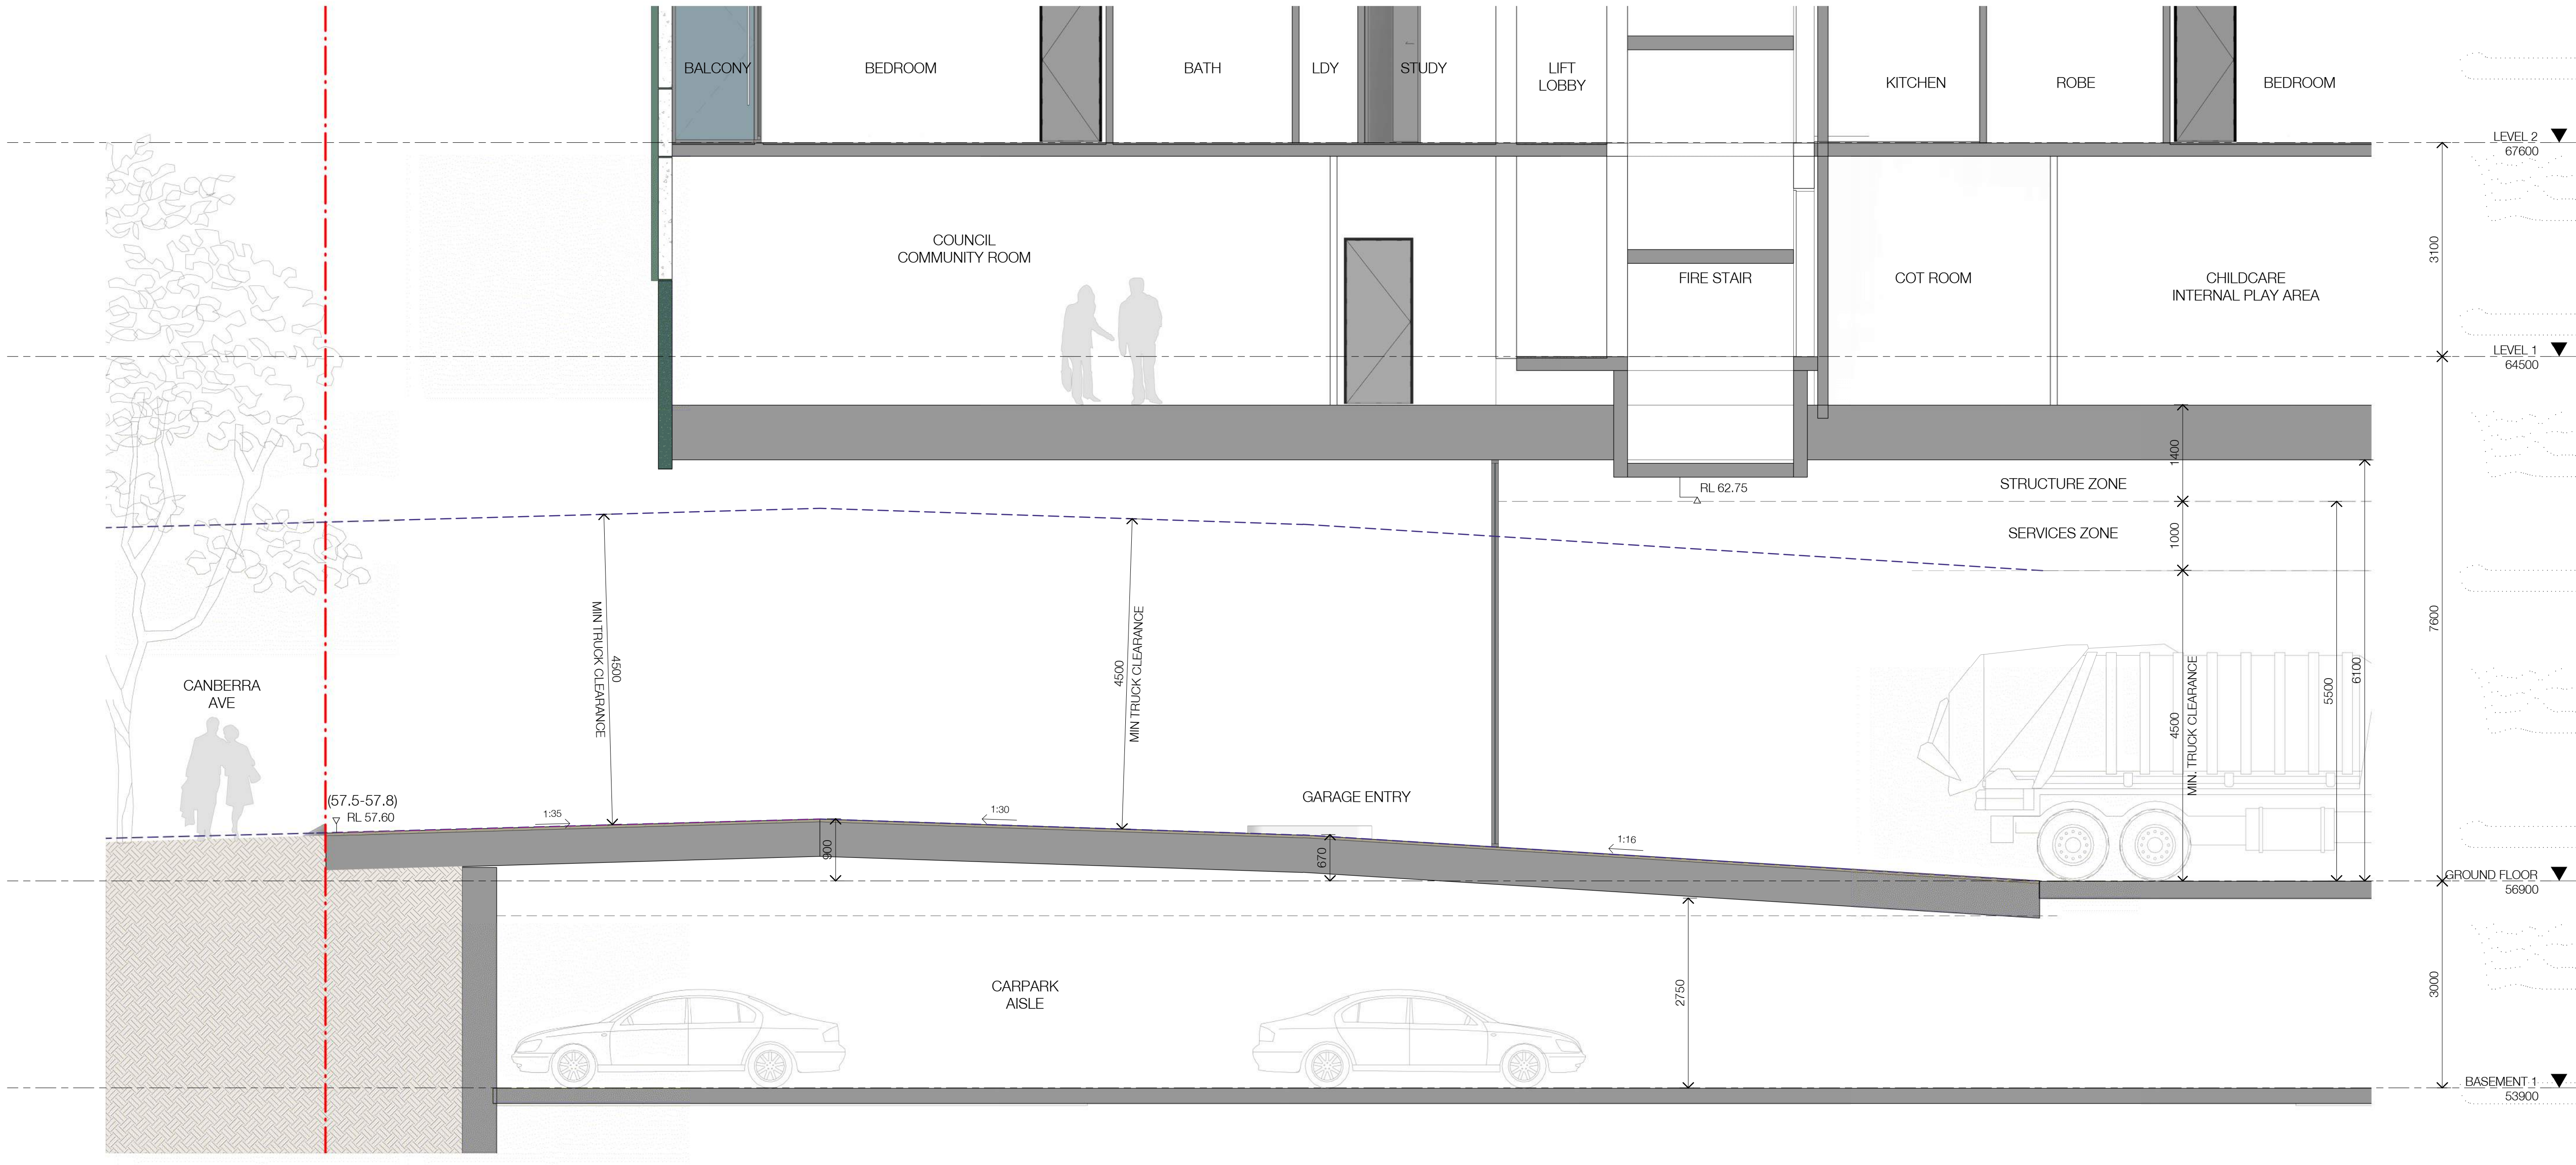 BALCONY
BEDROOM
BATH
LDY
STUDY
LIFT
LOBBY
KITCHEN
ROBE
BEDROOM
LEVEL 2
67600
COUNCIL
COMMUNITY ROOM
FIRE STAIR
COT ROOM
CHILDCARE
INTERNAL PLAY AREA
3100
LEVEL 1
64500
1400
RL 62.75
STRUCTURE ZONE
SERVICES ZONE
1000
MIN TRUCK CLEARANCE
4500
4500
MIN TRUCK CLEARANCE
4500
MIN. TRUCK CLEARANCE
5500
6100
7600
CANBERRA
AVE
(57.5-57.8)
RL 57.60
1:35
1:30
GARAGE ENTRY
1:16
900
670
GROUND FLOOR
56900
CARPARK
AISLE
2750
3000
BASEMENT 1
53900